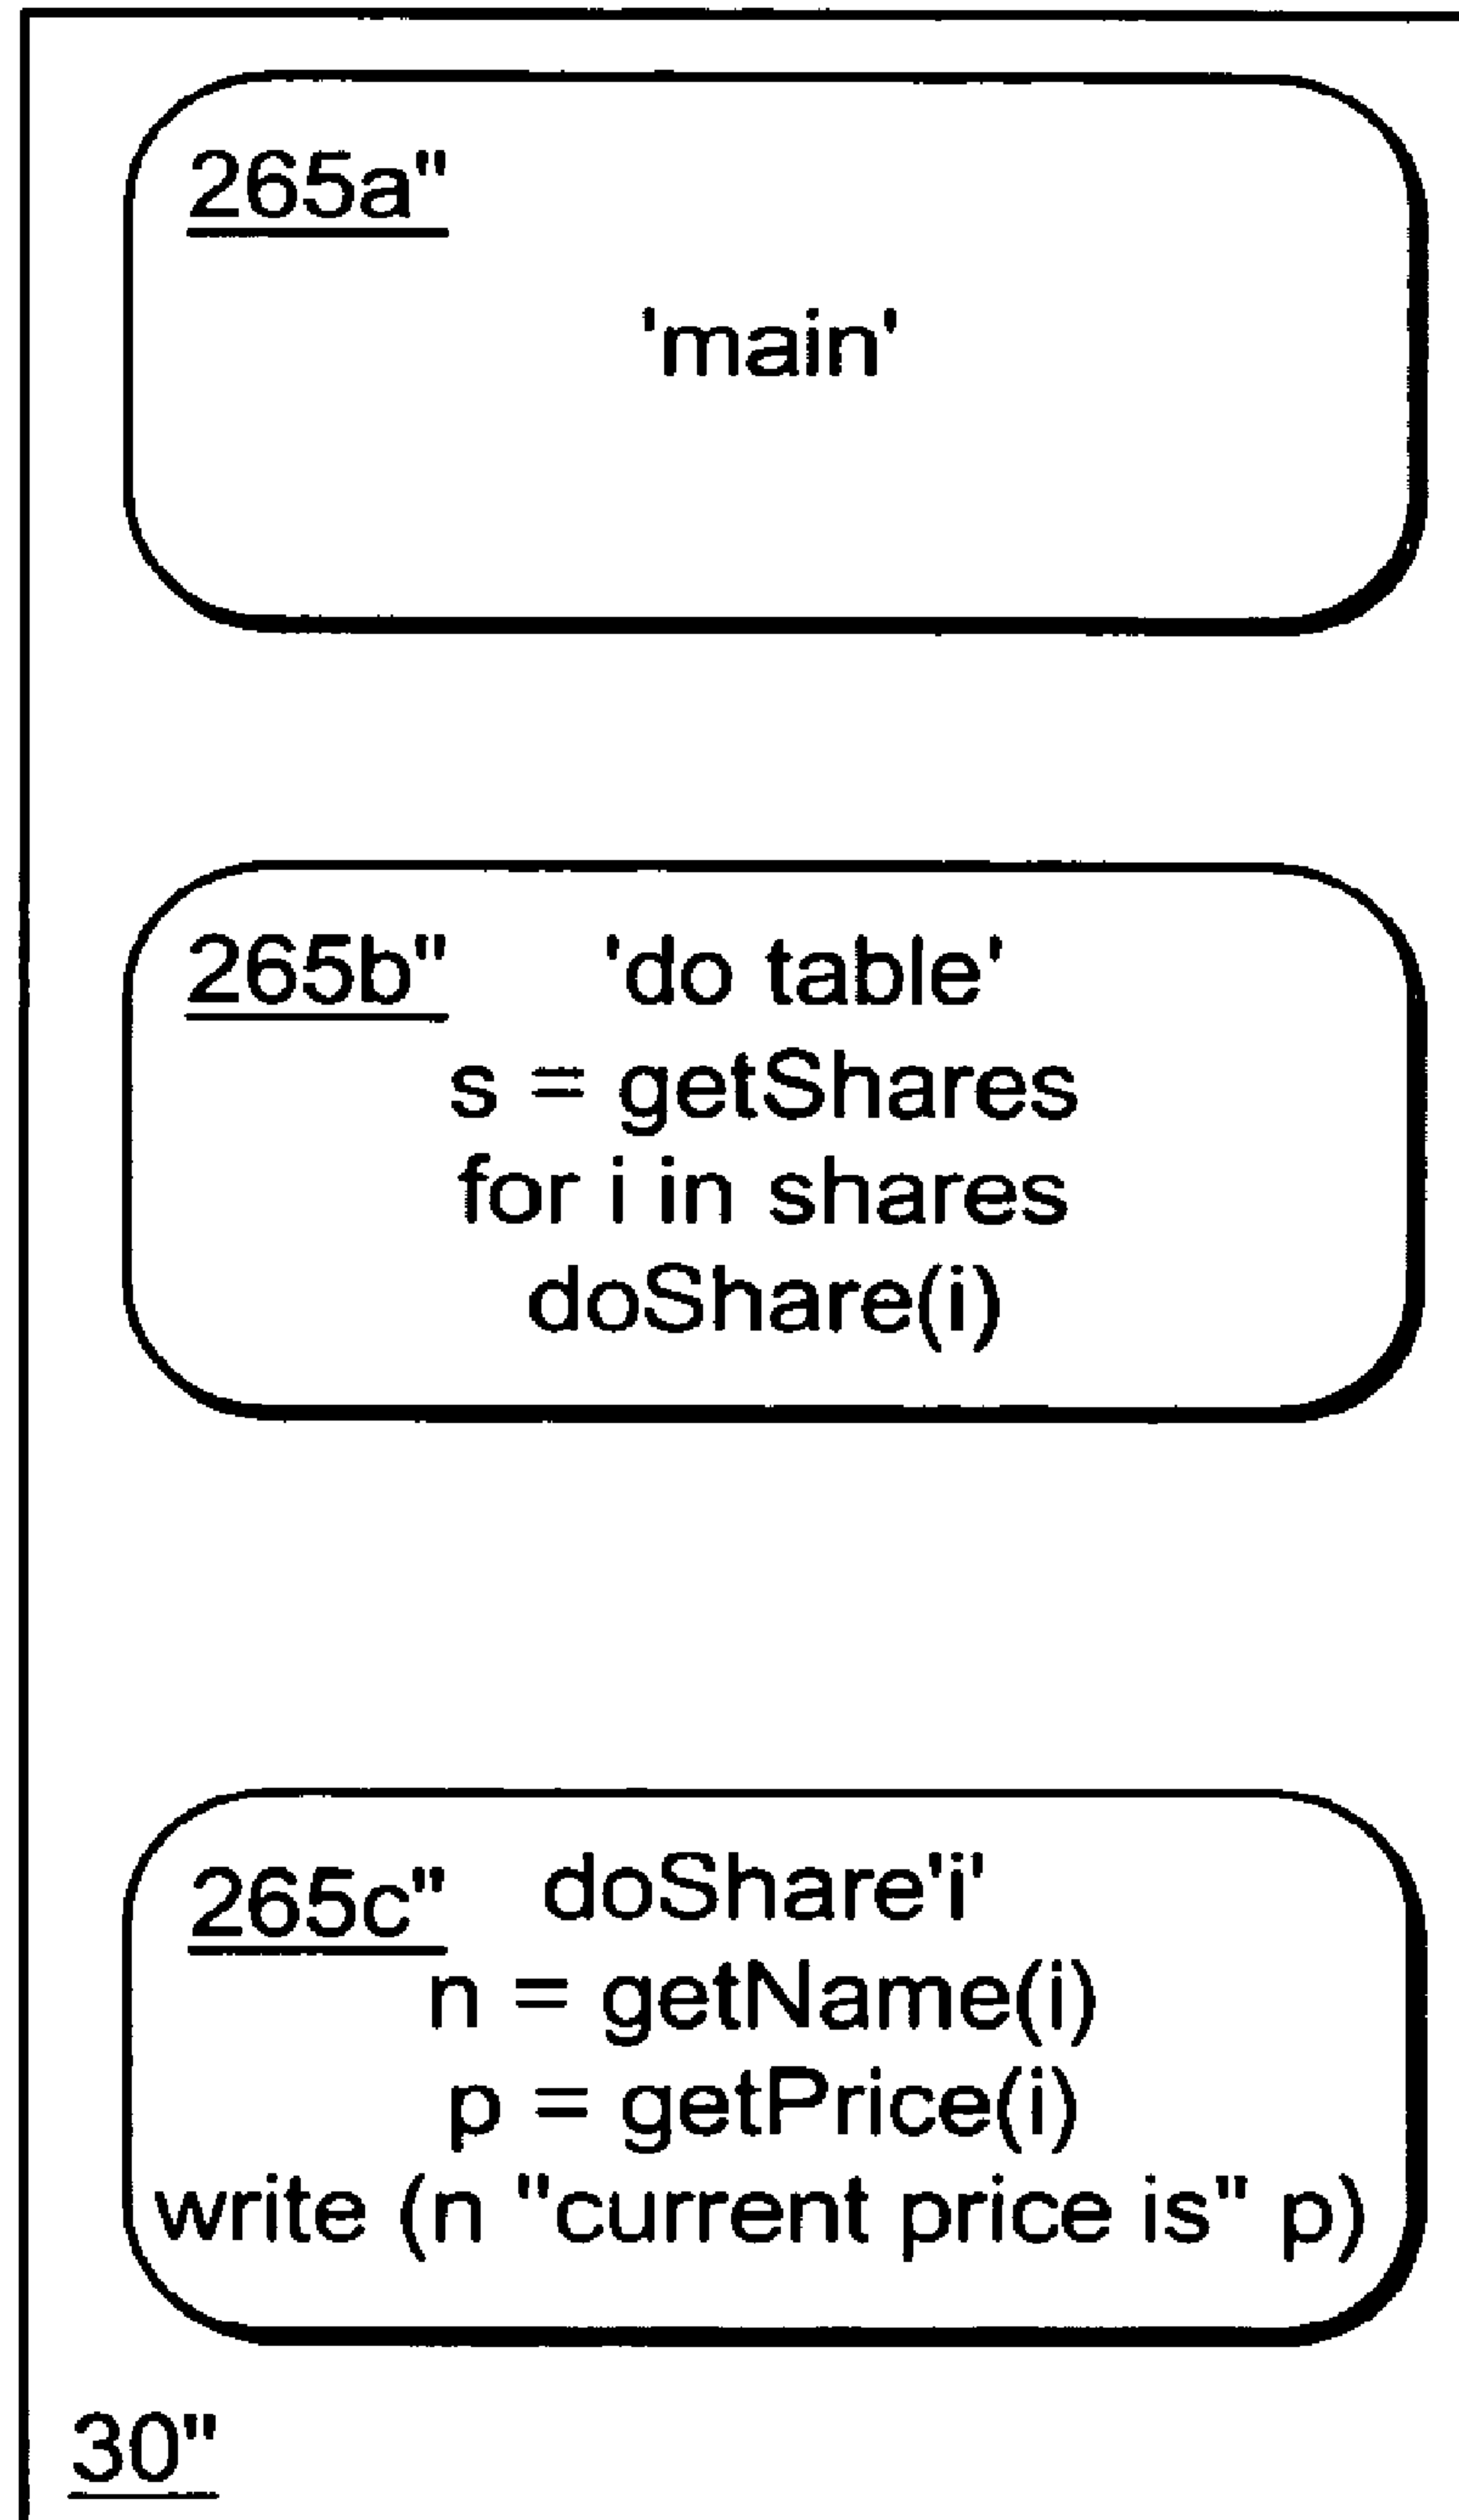 265a"
'main'
265b" 'do table'
s = getShares
for i in shares
doShare(i)
265c" doShare'i'
n = getName(i)
p = getPrice(i)
write (n "current price is" p)
30"